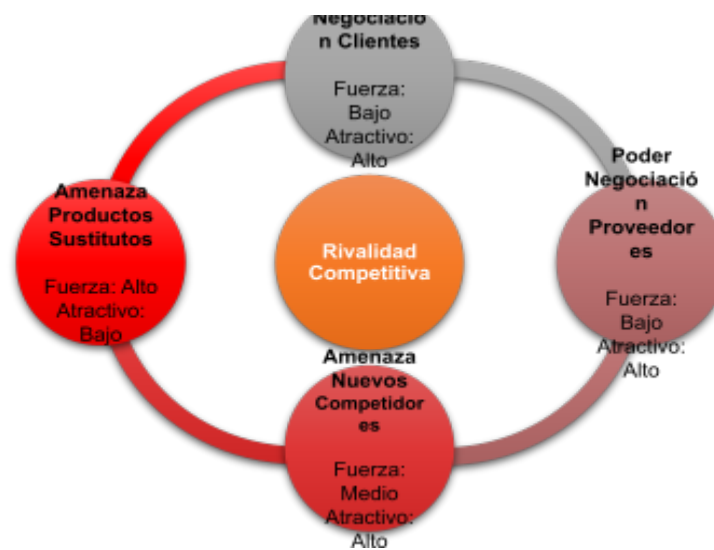 Negociació
n Clientes
Fuerza:
Bajo
Atractivo:
Alto
Poder
Negociació
n
Proveedor
es
Fuerza:
Bajo
Atractivo:
Alto
Amenaza
Productos
Sustitutos
Fuerza: Alto
Atractivo:
Bajo
Rivalidad
Competitiva
Amenaza
Nuevos
Competidor
es
Fuerza:
Medio
Atractivo:
Alto